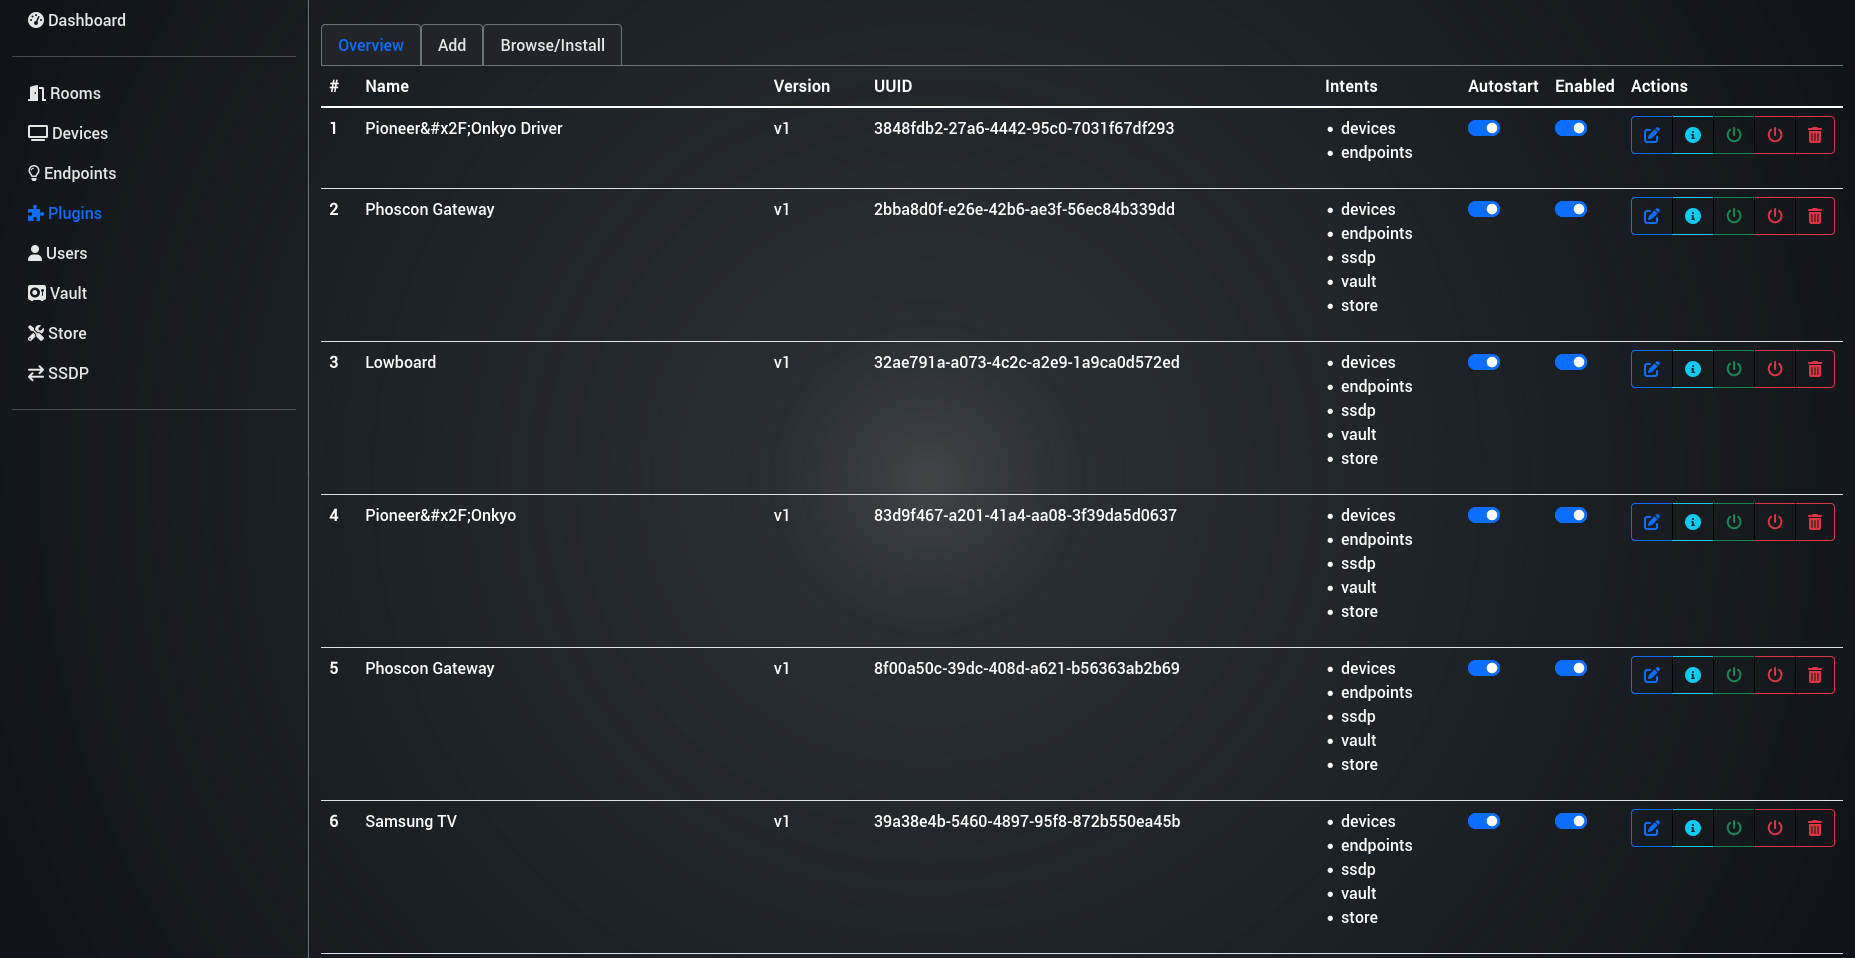 Dashboard
Rooms
Devices
Endpoints
Plugins
Users
Vault
Store
SSDP
Overview Add Browse/Install
# Name Version UUID Intents Autostart Enabled Actions
1 Pioneer&#x2F;Onkyo Driver v1 3848fdb2-27a6-4442-95c0-7031f67df293 • devices
• endpoints
2 Phoscon Gateway v1 2bba8d0f-e26e-42b6-ae3f-56ec84b339dd • devices
• endpoints
• ssdp
• vault
• store
3 Lowboard v1 32ae791a-a073-4c2c-a2e9-1a9ca0d572ed • devices
• endpoints
• ssdp
• vault
• store
4 Pioneer&#x2F;Onkyo v1 83d9f467-a201-41a4-aa08-3f39da5d0637 • devices
• endpoints
• ssdp
• vault
• store
5 Phoscon Gateway v1 8f00a50c-39dc-408d-a621-b56363ab2b69 • devices
• endpoints
• ssdp
• vault
• store
6 Samsung TV v1 39a38e4b-5460-4897-95f8-872b550ea45b • devices
• endpoints
• ssdp
• vault
• store